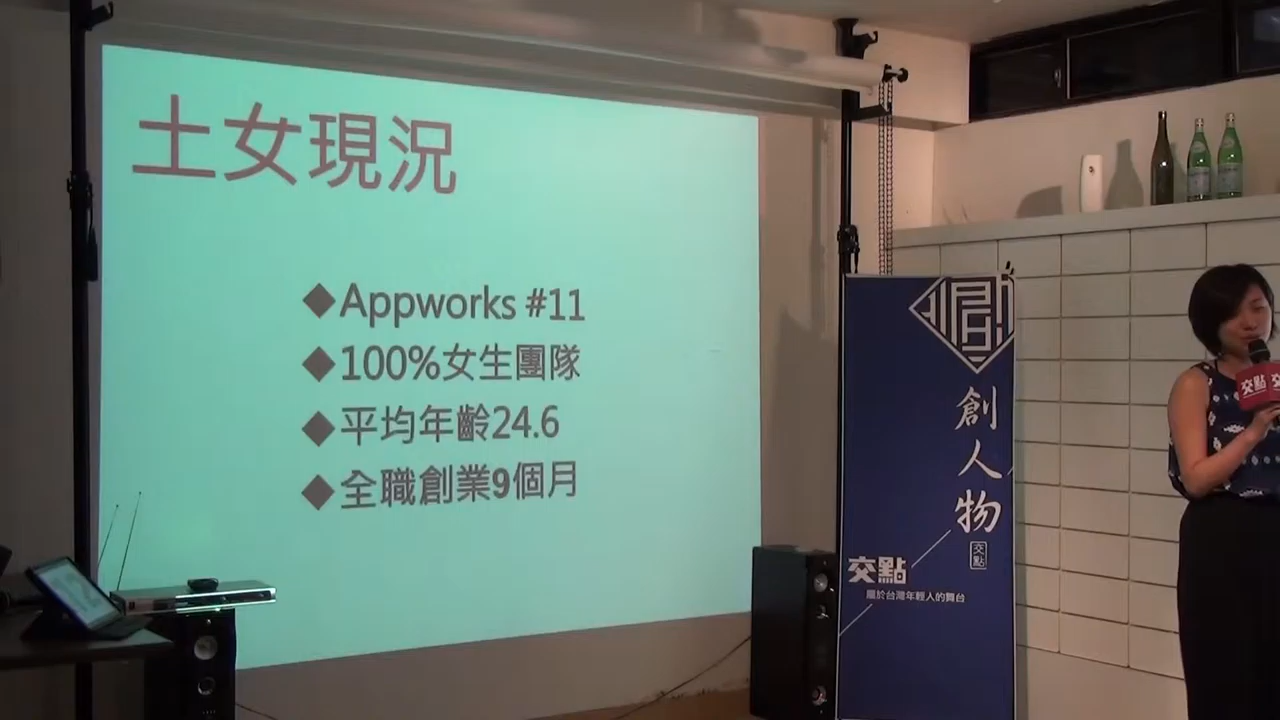 土女現況
◆Appworks #11
◆100%女生團隊
◆平均年齡24.6
◆全職創業9個月
創人物
交點
交點
屬於台灣年輕人的舞台
交點